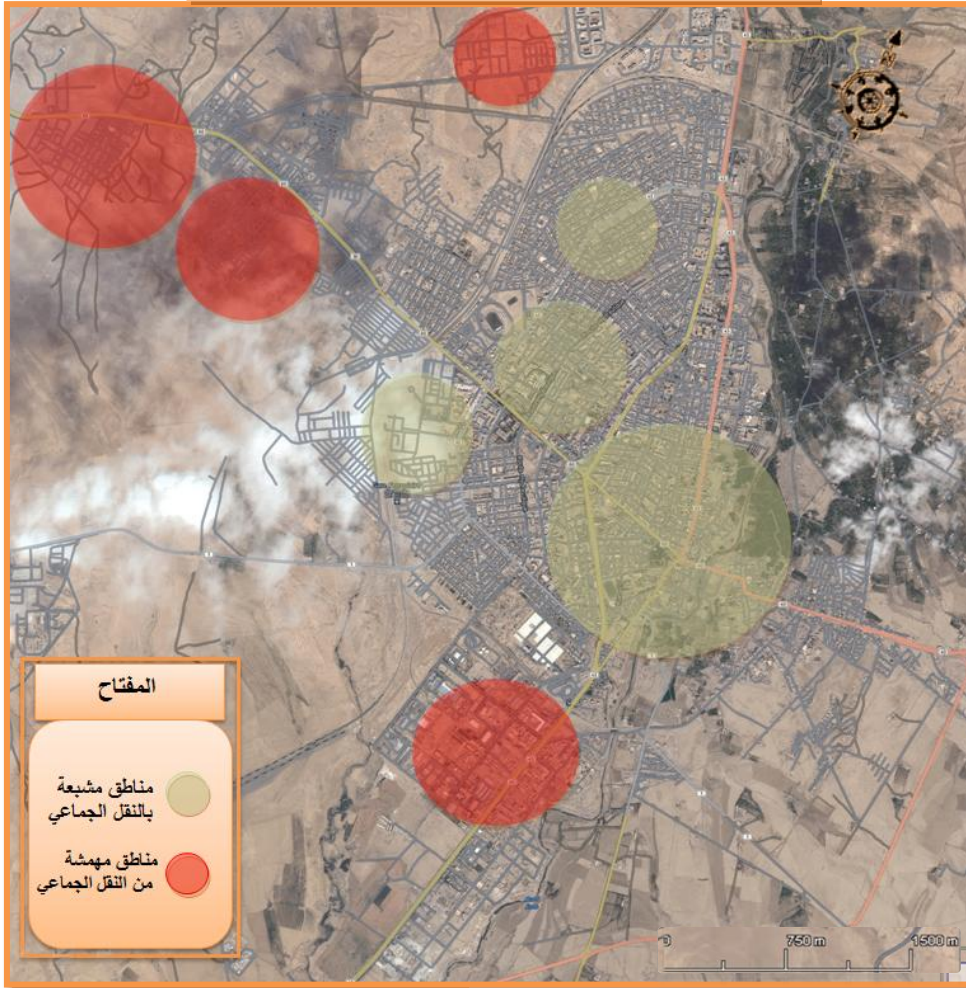 المفتاح
مناطق مشبعة
بالنقل الجماعي
مناطق مهمشة
من النقل الجماعي
0 750 m 1500 m